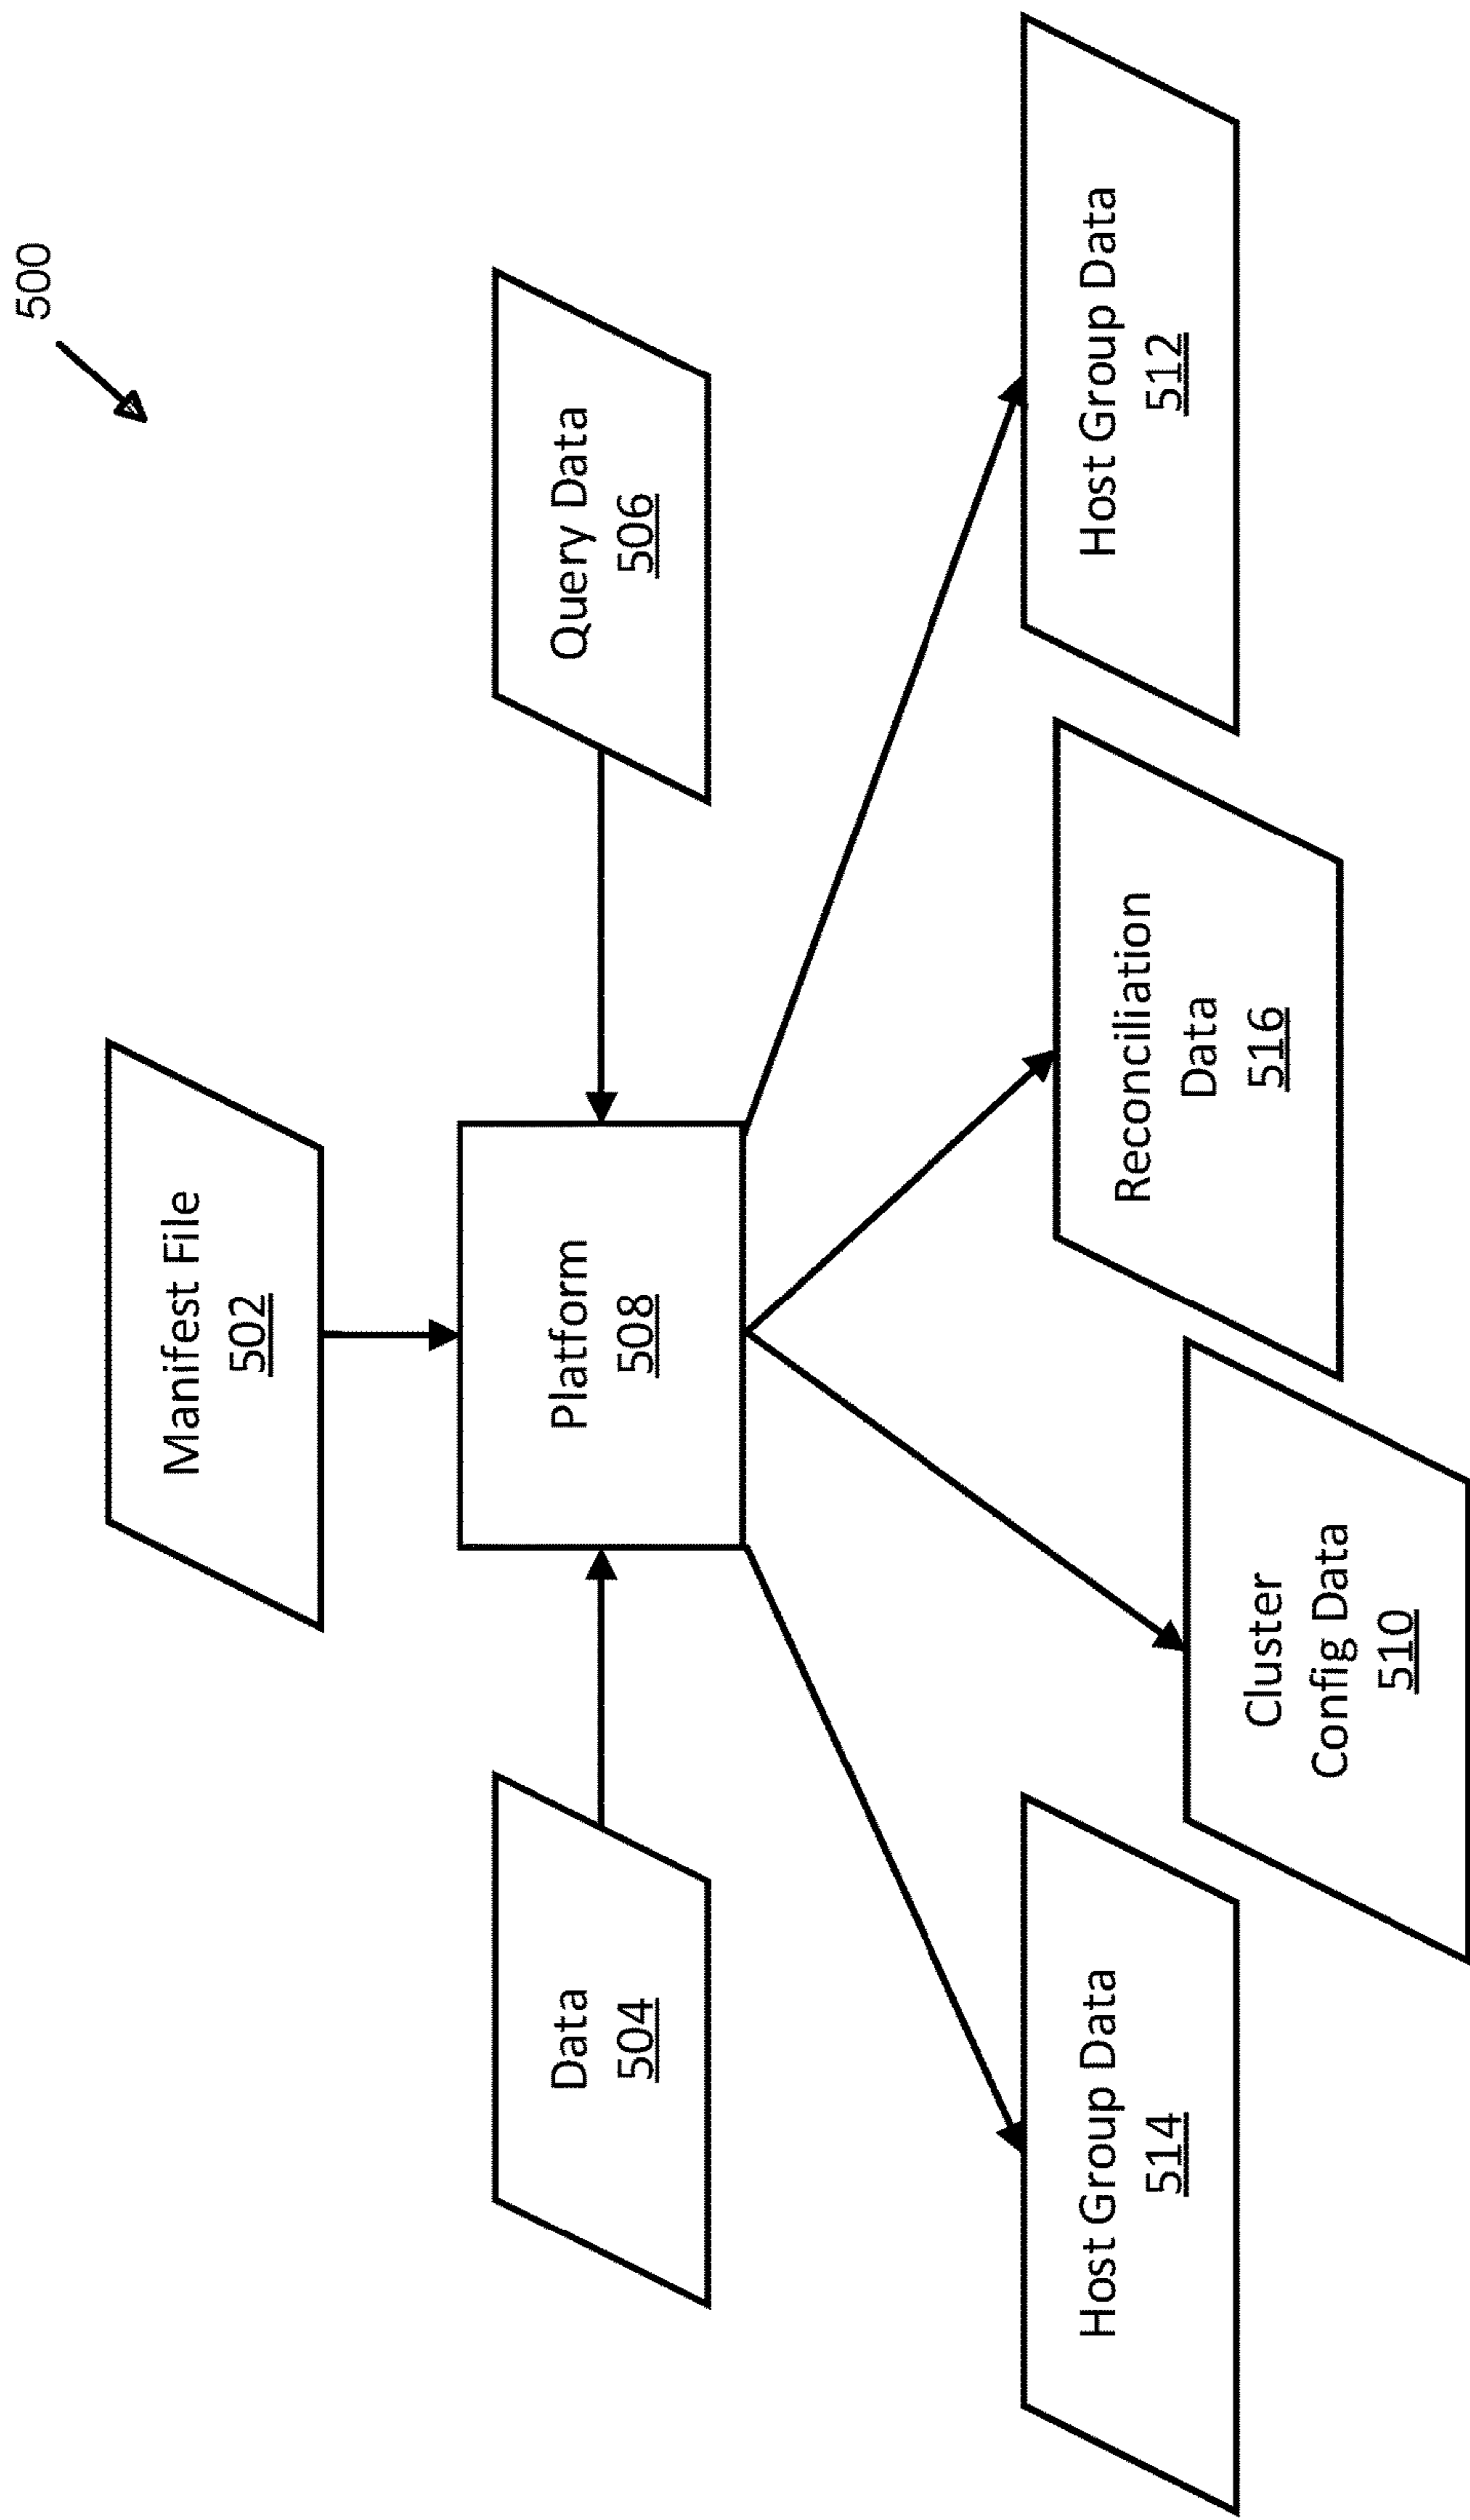 500
Manifest File
502
Data
504
Platform
508
Query Data
506
Host Group Data
514
Cluster
Config Data
510
Reconciliation
Data
516
Host Group Data
512